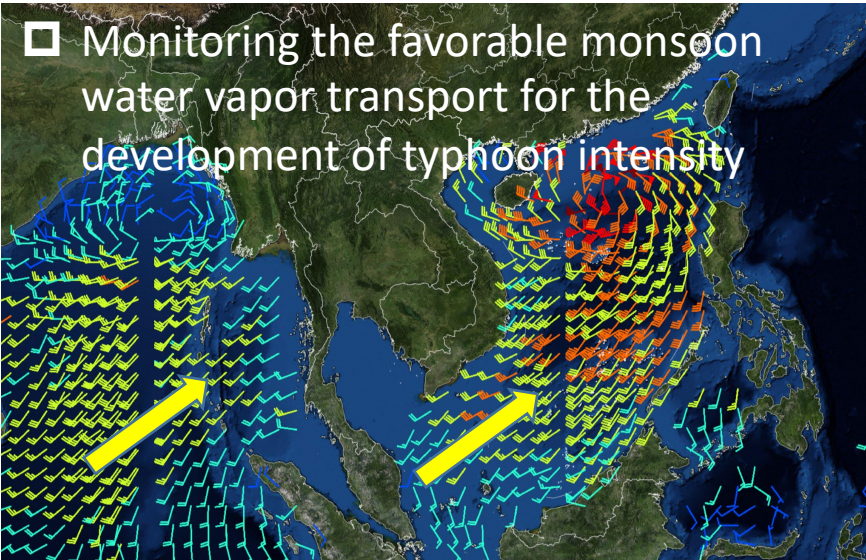 Monitoring the favorable monsoon
water vapor transport for the
development of typhoon intensity